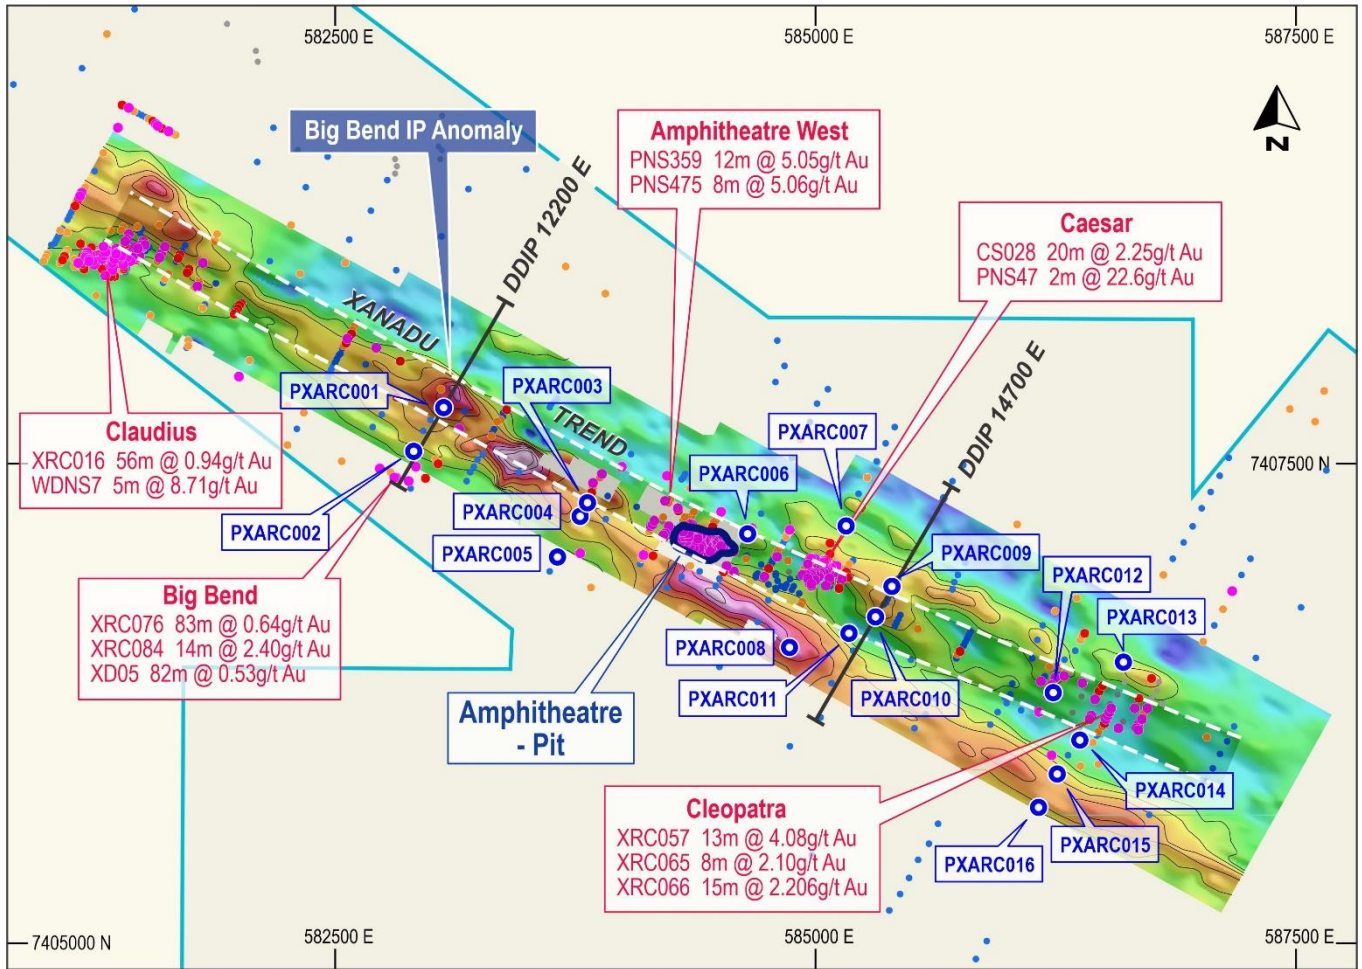 582500 E
585000 E
587500 E
N
Big Bend IP Anomaly
DDIP 12200 E
Amphitheatre West
PNS359 12m @ 5.05g/t Au
PNS475 8m @ 5.06g/t Au
Caesar
CS028 20m @ 2.25g/t Au
PNS47 2m @ 22.6g/t Au
XANADU
TREND
DDIP 14700 E
PXARC001
PXARC003
Claudius
XRC016 56m @ 0.94g/t Au
WDNS7 5m @ 8.71g/t Au
PXARC007
PXARC006
7407500 N
PXARC002
PXARC004
PXARC005
PXARC009
PXARC012
PXARC013
Big Bend
XRC076 83m @ 0.64g/t Au
XRC084 14m @ 2.40g/t Au
XD05 82m @ 0.53g/t Au
PXARC008
PXARC011
PXARC010
Amphitheatre
- Pit
PXARC014
Cleopatra
XRC057 13m @ 4.08g/t Au
XRC065 8m @ 2.10g/t Au
XRC066 15m @ 2.206g/t Au
PXARC015
PXARC016
7405000 N
582500 E
585000 E
587500 E